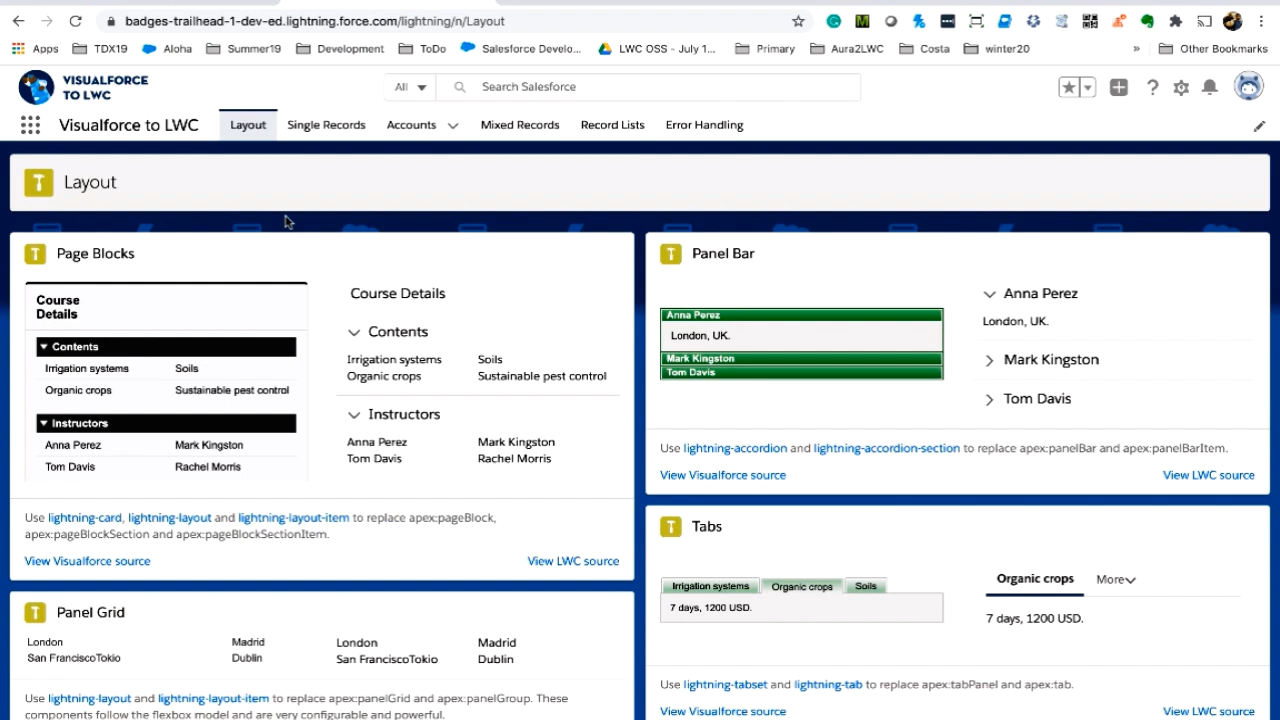 badges-trailhead-1-dev-ed.lightning.force.com/lightning/n/Layout
Apps TDX19 Aloha Summer19 Development ToDo Salesforce Develo... LWC OSS - July 1... Primary Aura2LWC Costa winter20 » Other Bookmarks
VISUALFORCE
TO LWC
All Search Salesforce
Visualforce to LWC Layout Single Records Accounts Mixed Records Record Lists Error Handling
Layout
Page Blocks
Course
Details
Contents
Irrigation systems Soils
Organic crops Sustainable pest control
Instructors
Anna Perez Mark Kingston
Tom Davis Rachel Morris
Course Details
Contents
Irrigation systems Soils
Organic crops Sustainable pest control
Instructors
Anna Perez Mark Kingston
Tom Davis Rachel Morris
Use lightning-card, lightning-layout and lightning-layout-item to replace apex:pageBlock,
apex:pageBlockSection and apex:pageBlockSectionItem.
View Visualforce source View LWC source
Panel Grid
London Madrid
San FranciscoTokio Dublin
London Madrid
San FranciscoTokio Dublin
Use lightning-layout and lightning-layout-item to replace apex:panelGrid and apex:panelGroup. These
components follow the flexbox model and are very configurable and powerful.
Panel Bar
Anna Perez
London, UK.
Mark Kingston
Tom Davis
Anna Perez
London, UK.
Mark Kingston
Tom Davis
Use lightning-accordion and lightning-accordion-section to replace apex:panelBar and apex:panelBarItem.
View Visualforce source View LWC source
Tabs
Irrigation systems Organic crops Soils
7 days, 1200 USD.
Organic crops More
7 days, 1200 USD.
Use lightning-tabset and lightning-tab to replace apex:tabPanel and apex:tab.
View Visualforce source View LWC source